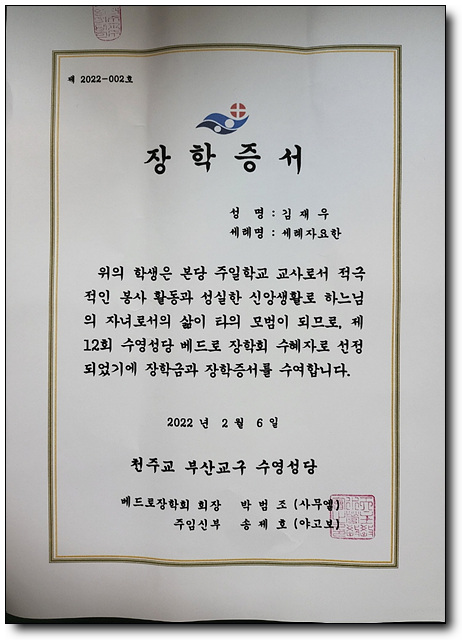 제 2022-002호
장학증서
성 명 : 김재우
세례명 : 세례자요한
위의 학생은 본당 주일학교 교사로서 적극
적인 봉사 활동과 성실한 신앙생활로 하느님
의 자녀로서의 삶이 타의 모범이 되므로, 제
12회 수영성당 베드로 장학회 수혜자로 선정
되었기에 장학금과 장학증서를 수여합니다.
2022 년 2 월 6 일
천주교 부산교구 수영성당
베드로장학회 회장 박 범 조 (사무엘)
주임신부 송 제 호 (야고보)